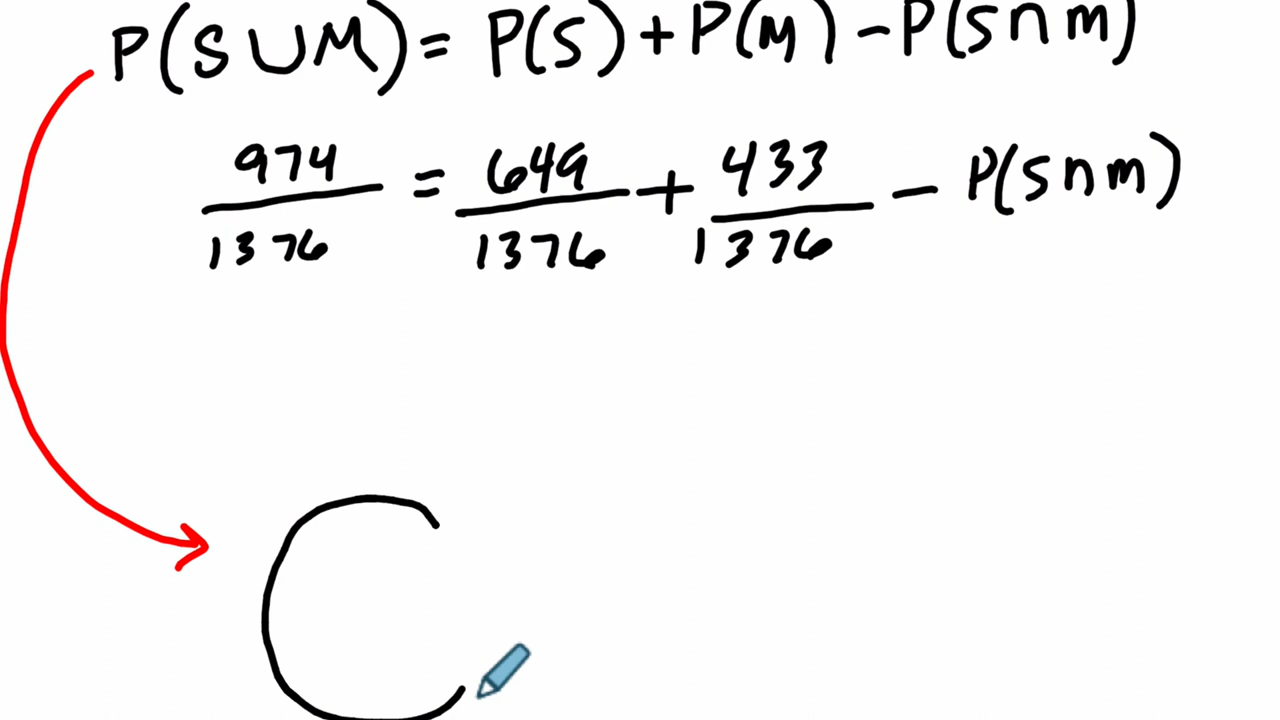 P(S∪M) = P(S) + P(M) - P(S∩M)
974/1376 = 649/1376 + 433/1376 - P(S∩M)